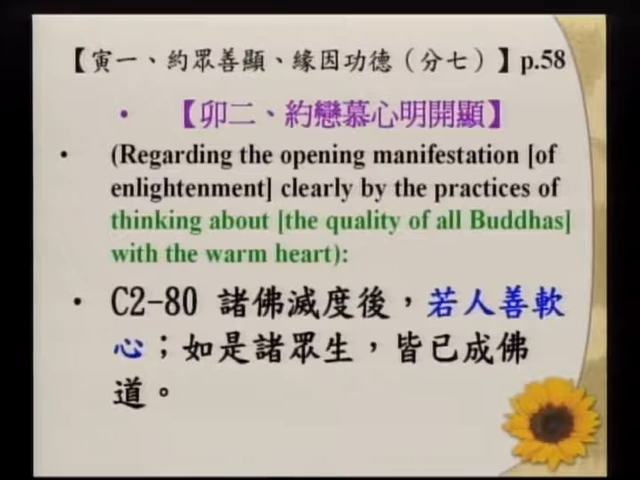 【寅一、約眾善顯、緣因功德（分七）】p.58
• 【卯二、約戀慕心明開顯】
• (Regarding the opening manifestation [of
enlightenment] clearly by the practices of
thinking about [the quality of all Buddhas]
with the warm heart):
• C2-80 諸佛滅度後，若人善軟
心；如是諸眾生，皆已成佛
道。